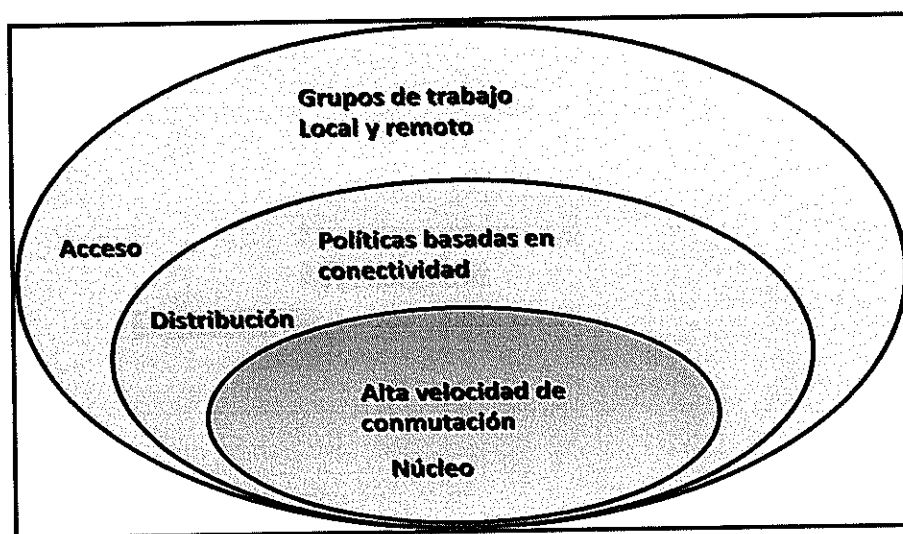 Grupos de trabajo
Local y remoto
Acceso
Políticas basadas en
conectividad
Distribución
Alta velocidad de
conmutación
Núcleo